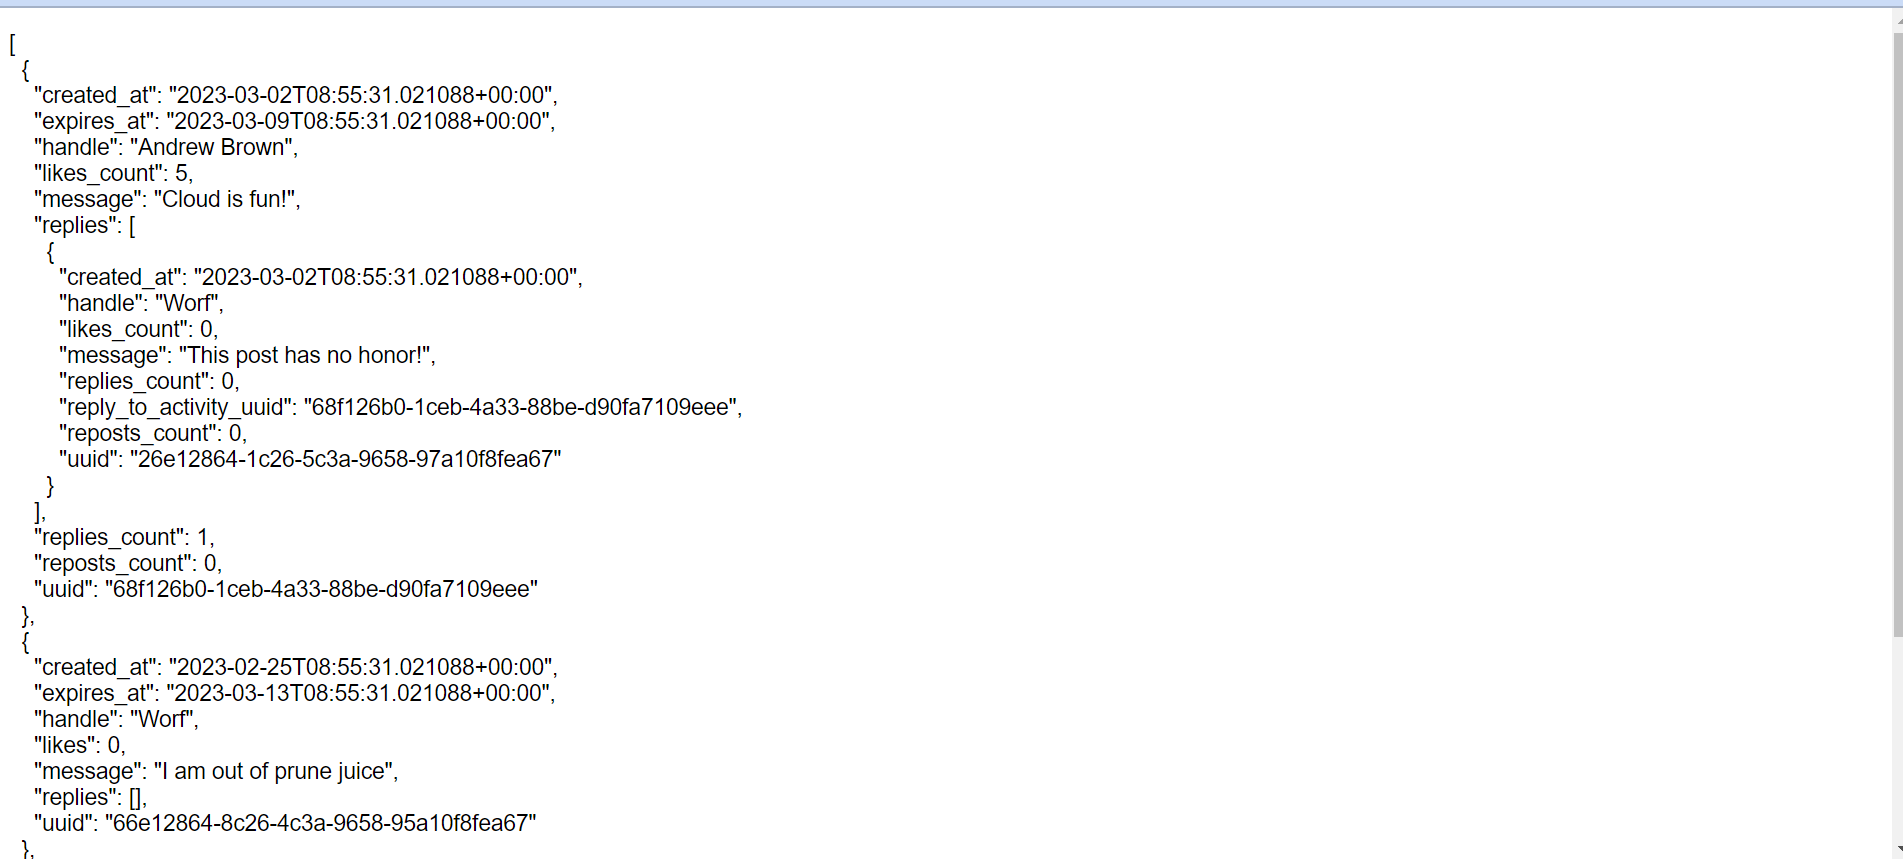 [
{
"created_at": "2023-03-02T08:55:31.021088+00:00",
"expires_at": "2023-03-09T08:55:31.021088+00:00",
"handle": "Andrew Brown",
"likes_count": 5,
"message": "Cloud is fun!",
"replies": [
{
"created_at": "2023-03-02T08:55:31.021088+00:00",
"handle": "Worf",
"likes_count": 0,
"message": "This post has no honor!",
"replies_count": 0,
"reply_to_activity_uuid": "68f126b0-1ceb-4a33-88be-d90fa7109eee",
"reposts_count": 0,
"uuid": "26e12864-1c26-5c3a-9658-97a10f8fea67"
}
],
"replies_count": 1,
"reposts_count": 0,
"uuid": "68f126b0-1ceb-4a33-88be-d90fa7109eee"
},
{
"created_at": "2023-02-25T08:55:31.021088+00:00",
"expires_at": "2023-03-13T08:55:31.021088+00:00",
"handle": "Worf",
"likes": 0,
"message": "I am out of prune juice",
"replies": [],
"uuid": "66e12864-8c26-4c3a-9658-95a10f8fea67"
},